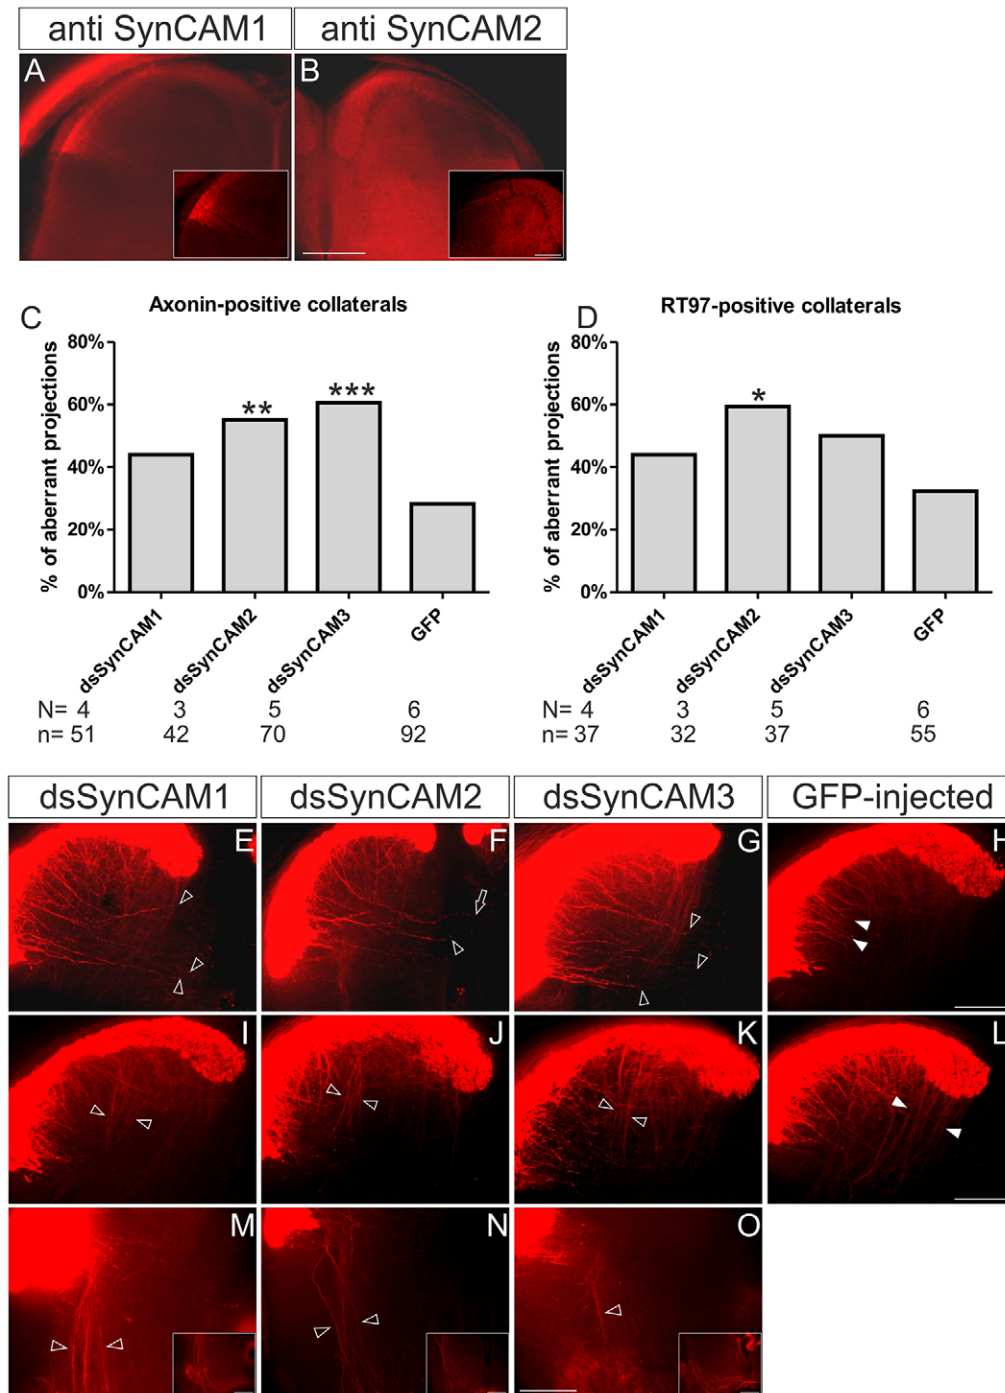 anti SynCAM1 anti SynCAM2
A B
C Axonin-positive collaterals
80%
60%
40%
20%
0%
% of aberrant projections
** ***
dsSynCAM1 dsSynCAM2 dsSynCAM3 GFP
N= 4 3 5 6
n= 51 42 70 92
D RT97-positive collaterals
80%
60%
40%
20%
0%
% of aberrant projections
*
dsSynCAM1 dsSynCAM2 dsSynCAM3 GFP
N= 4 3 5 6
n= 37 32 37 55
dsSynCAM1 dsSynCAM2 dsSynCAM3 GFP-injected
E F G H
I J K L
M N O